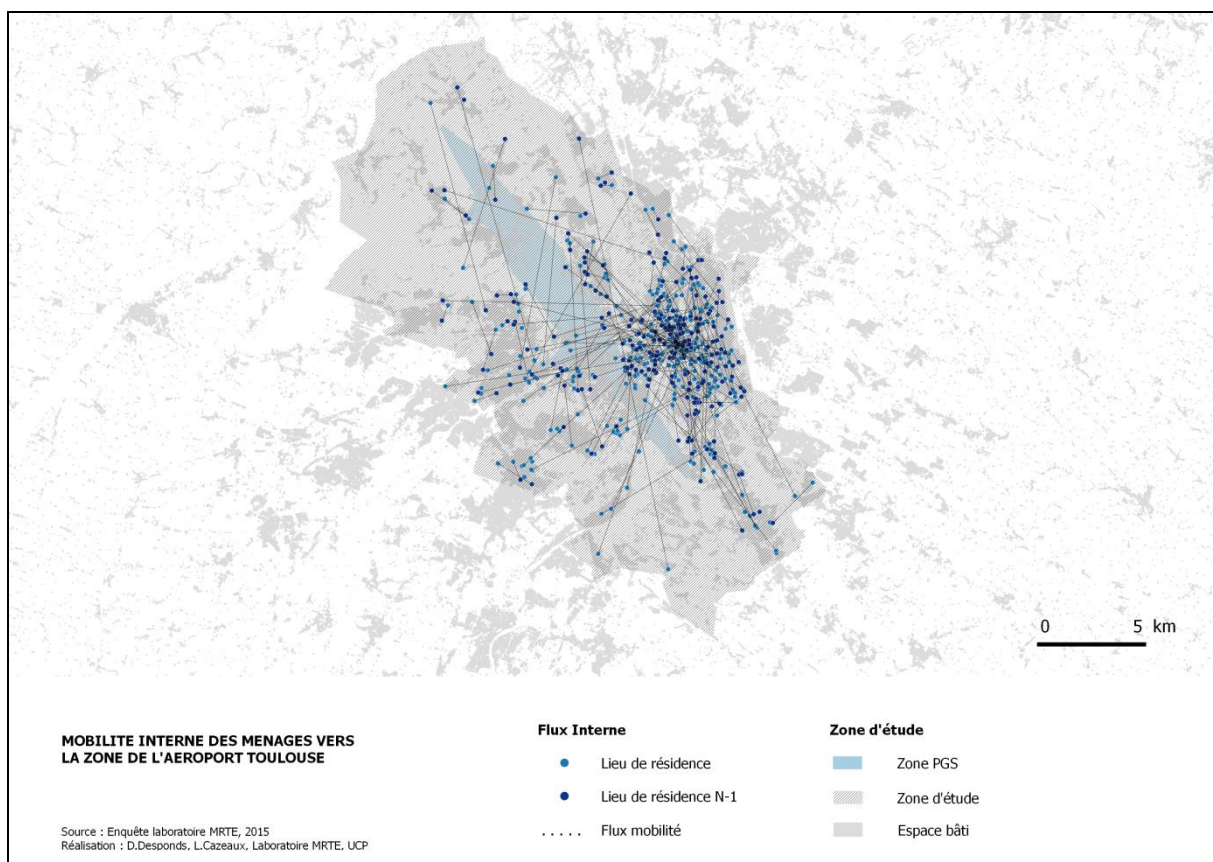 0 5 km
MOBILITE INTERNE DES MENAGES VERS
LA ZONE DE L'AEROPORT TOULOUSE
Source : Enquête laboratoire MRTE, 2015
Réalisation : D.Desponds, L.Cazeaux, Laboratoire MRTE, UCP
Flux Interne
Lieu de résidence
Lieu de résidence N-1
Flux mobilité
Zone d'étude
Zone PGS
Zone d'étude
Espace bâti